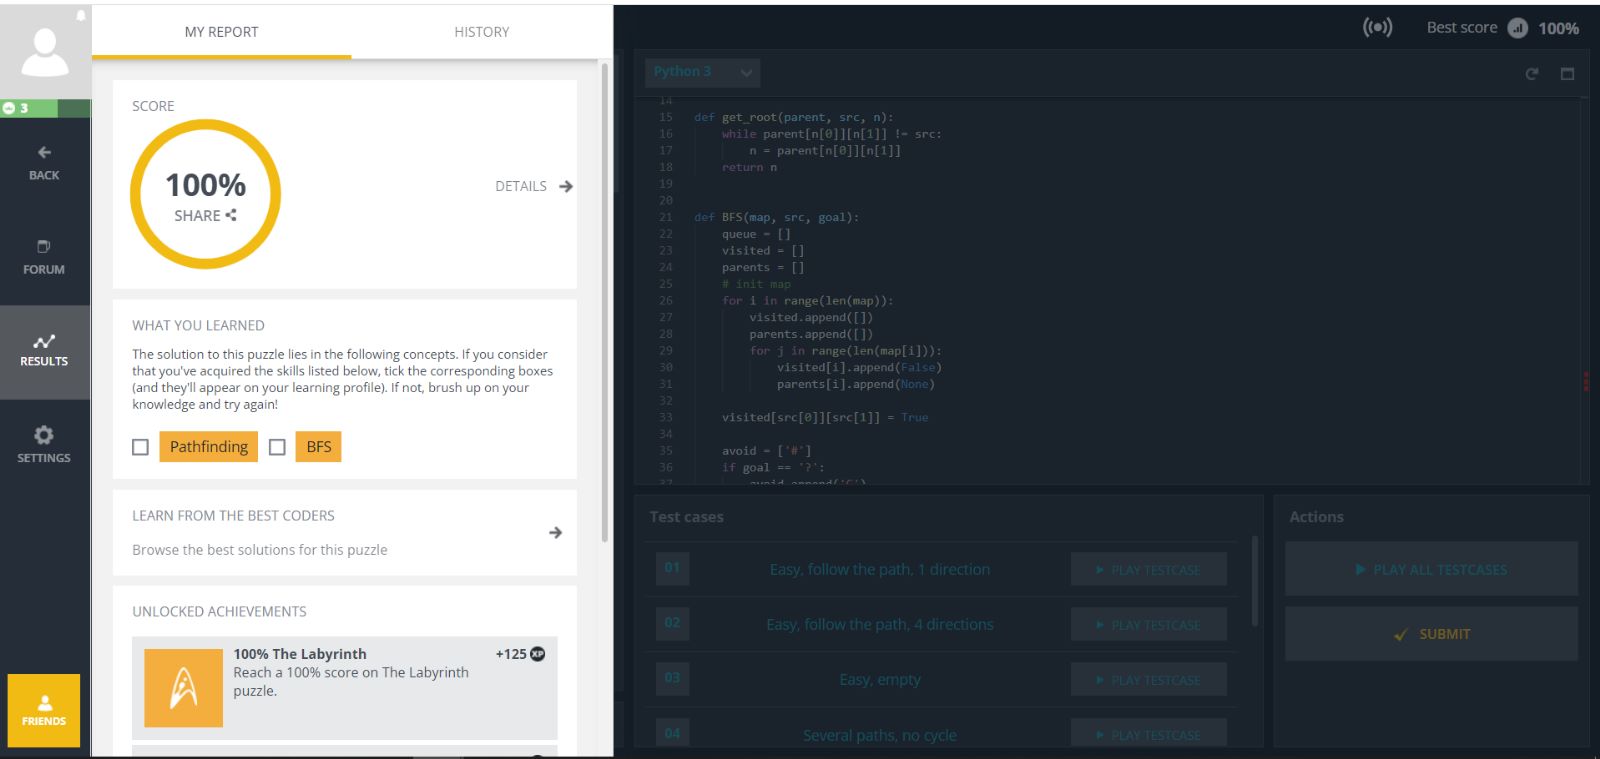 3
BACK
FORUM
RESULTS
SETTINGS
FRIENDS
MY REPORT
HISTORY
SCORE
100%
SHARE
DETAILS
WHAT YOU LEARNED
The solution to this puzzle lies in the following concepts. If you consider
that you've acquired the skills listed below, tick the corresponding boxes
(and they'll appear on your learning profile). If not, brush up on your
knowledge and try again!
Pathfinding BFS
LEARN FROM THE BEST CODERS
Browse the best solutions for this puzzle
UNLOCKED ACHIEVEMENTS
100% The Labyrinth +125 XP
Reach a 100% score on The Labyrinth
puzzle.
Best score 100%
Python 3
14
15 def get_root(parent, src, n):
16 while parent[n[0]][n[1]] != src:
17 n = parent[n[0]][n[1]]
18 return n
19
20
21 def BFS(map, src, goal):
22 queue = []
23 visited = []
24 parents = []
25 # init map
26 for i in range(len(map)):
27 visited.append([])
28 parents.append([])
29 for j in range(len(map[i])):
30 visited[i].append(False)
31 parents[i].append(None)
32
33 visited[src[0]][src[1]] = True
34
35 avoid = ['#']
36 if goal == '?':
37 avoid.append('C')
Test cases
01 Easy, follow the path, 1 direction PLAY TESTCASE
02 Easy, follow the path, 4 directions PLAY TESTCASE
03 Easy, empty PLAY TESTCASE
04 Several paths, no cycle PLAY TESTCASE
Actions
PLAY ALL TESTCASES
SUBMIT